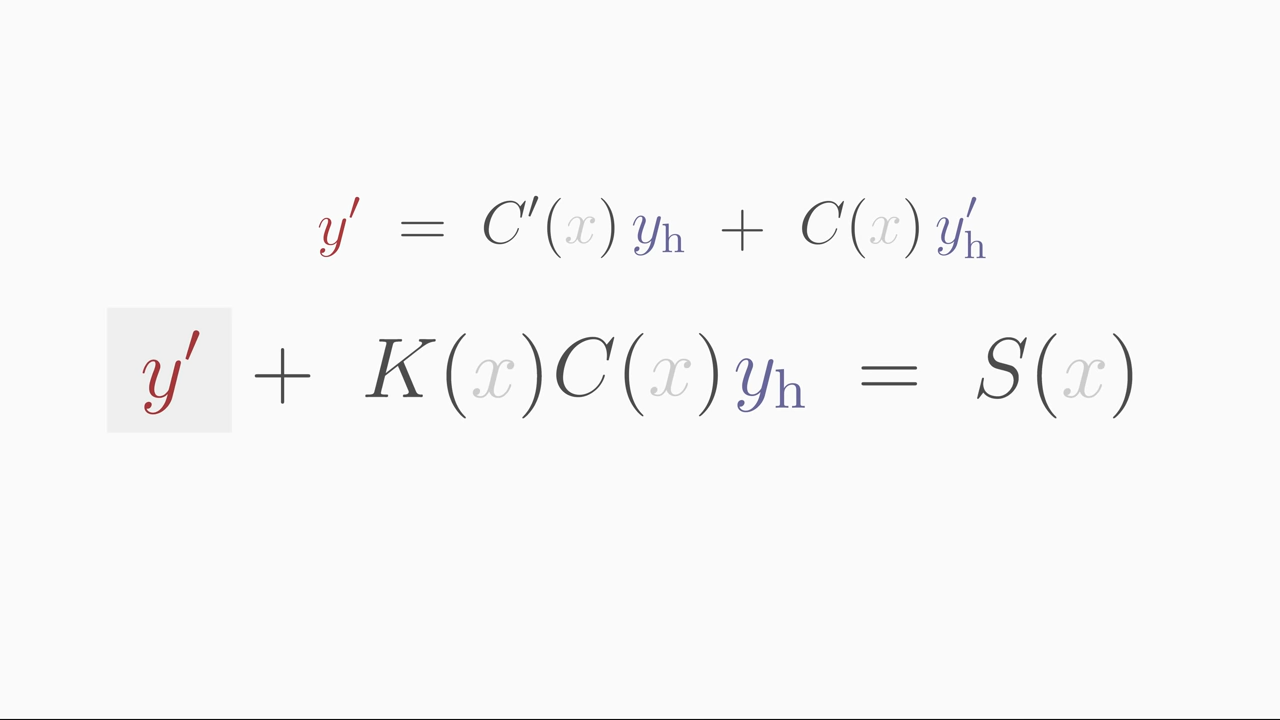 y′ = C′(x) y_h + C(x) y′_h
y′ + K(x)C(x) y_h = S(x)